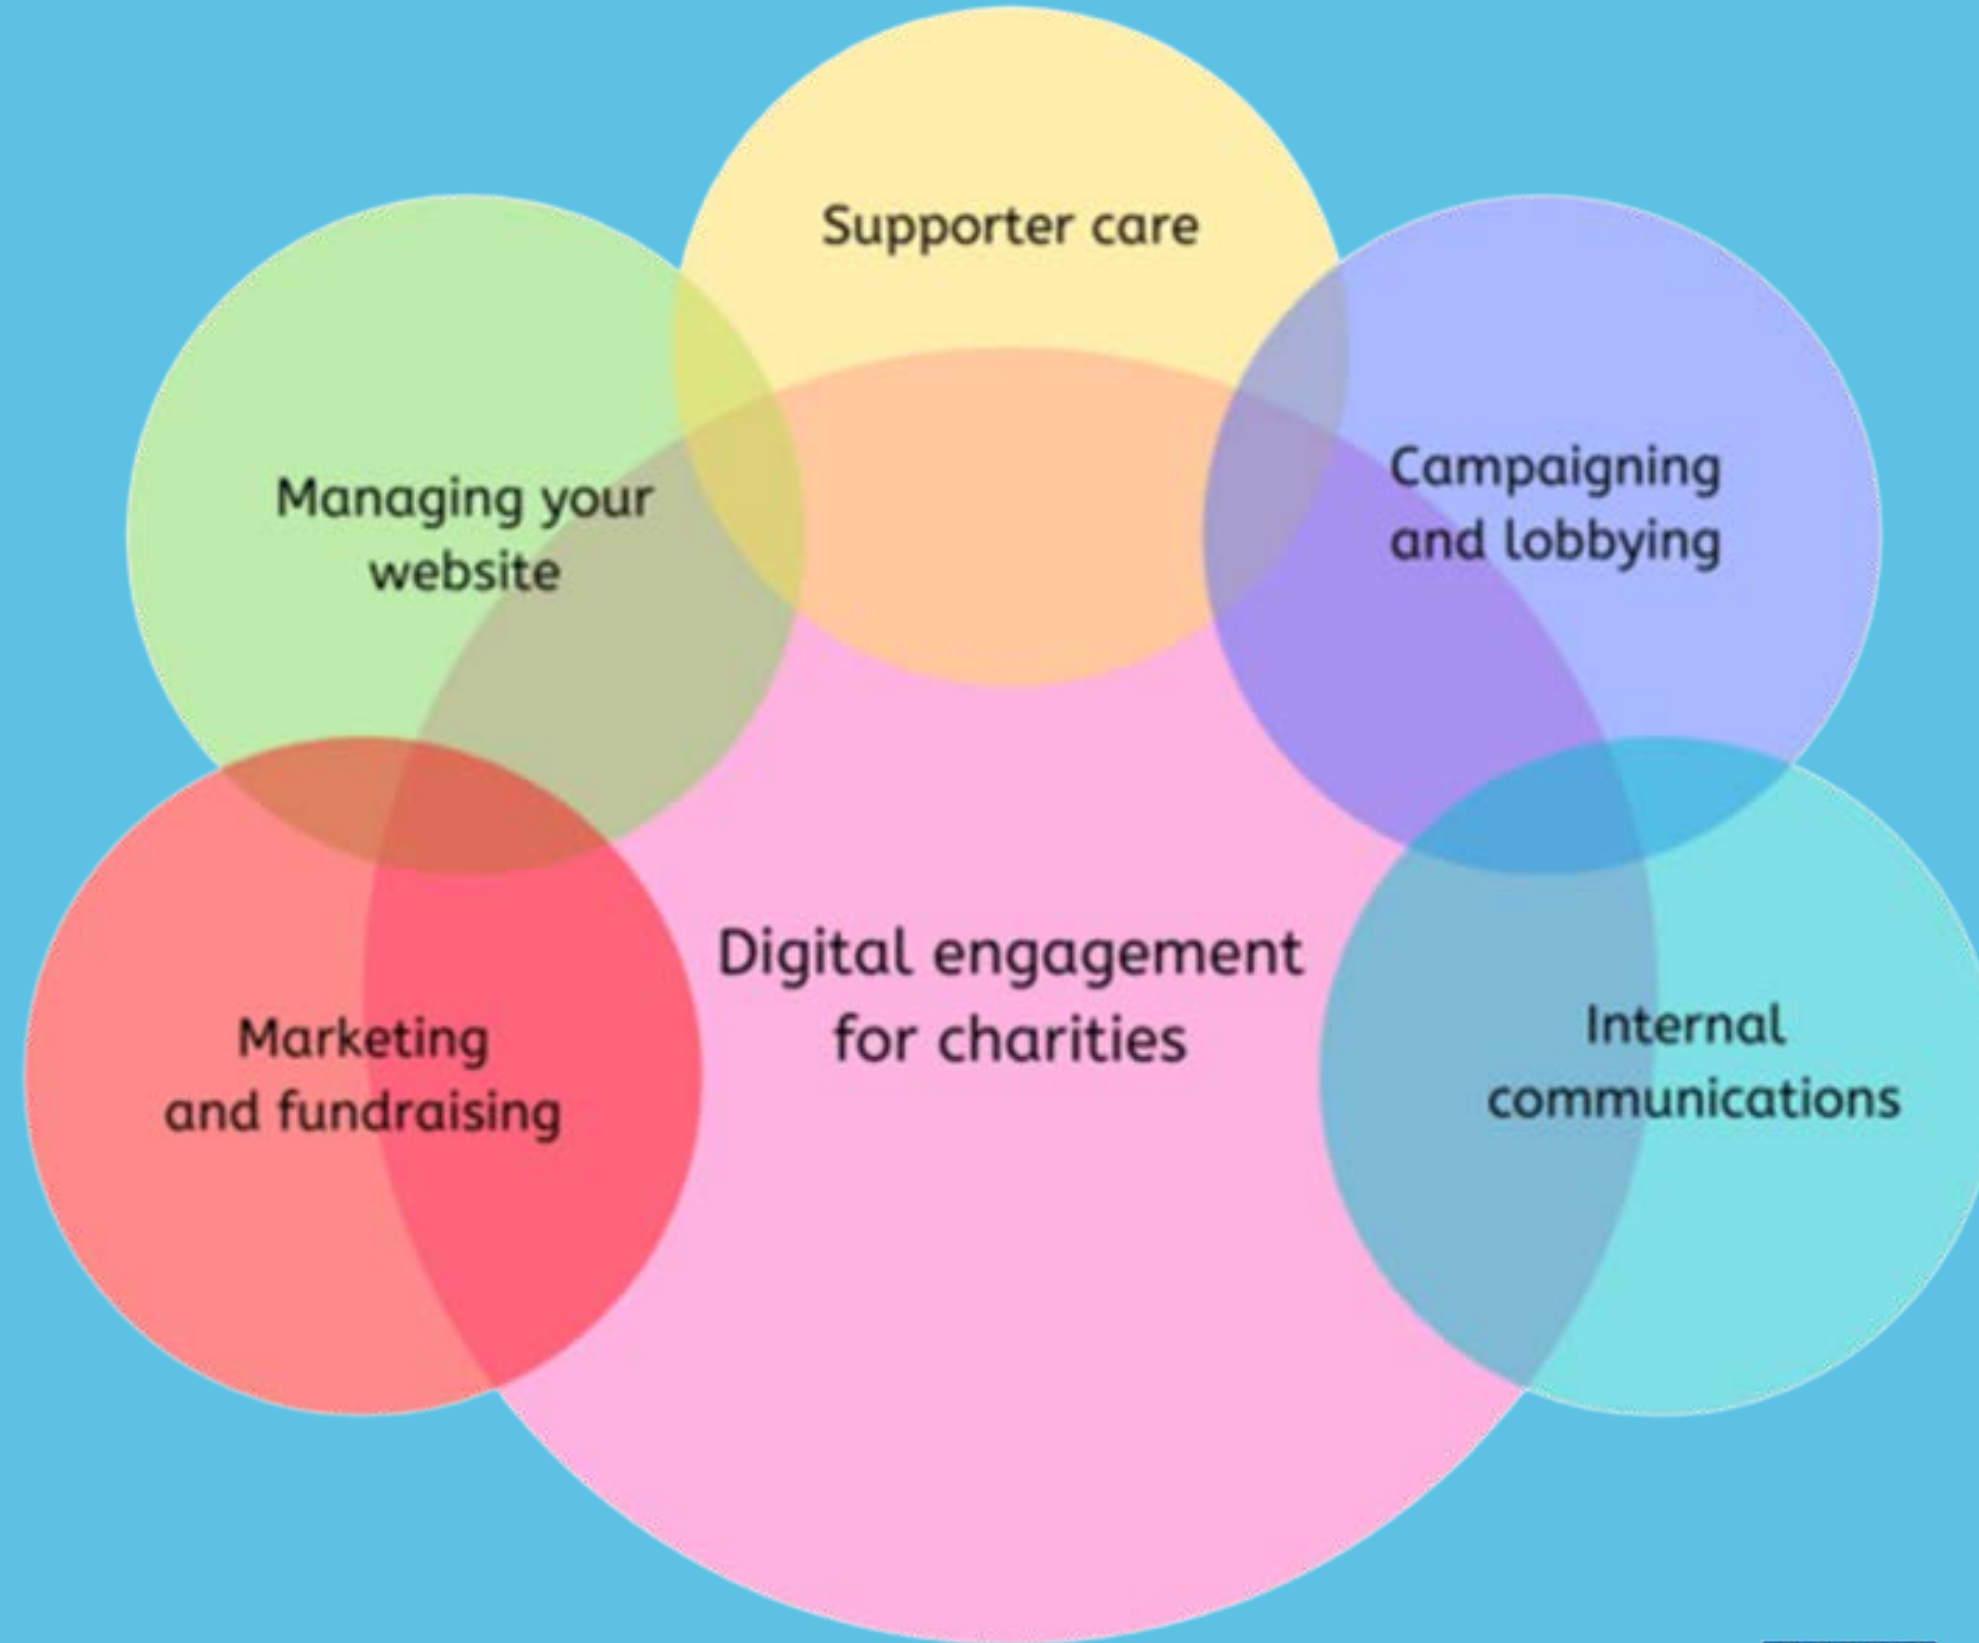 Supporter care
Managing your
website
Campaigning
and lobbying
Digital engagement
for charities
Marketing
and fundraising
Internal
communications